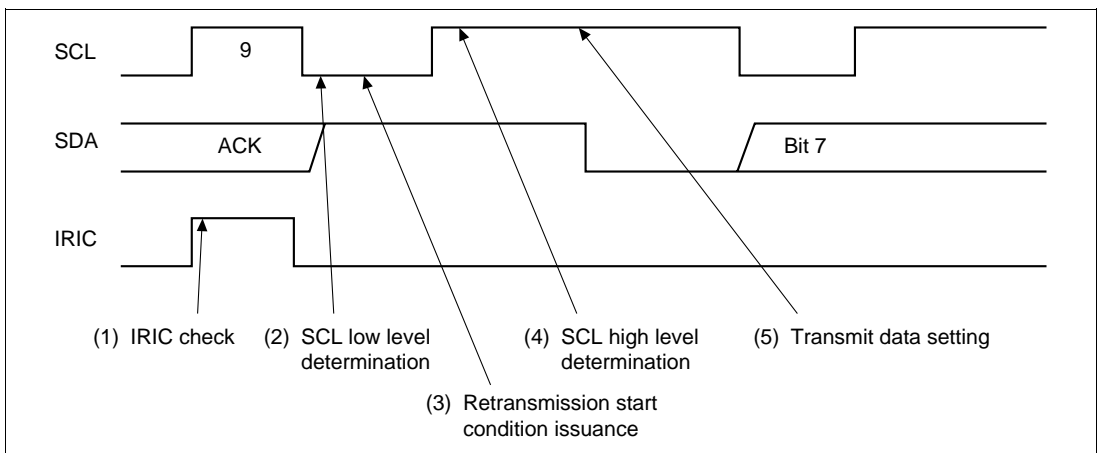 SCL
9
SDA
ACK
Bit 7
IRIC
(1) IRIC check
(2) SCL low level
determination
(4) SCL high level
determination
(5) Transmit data setting
(3) Retransmission start
condition issuance